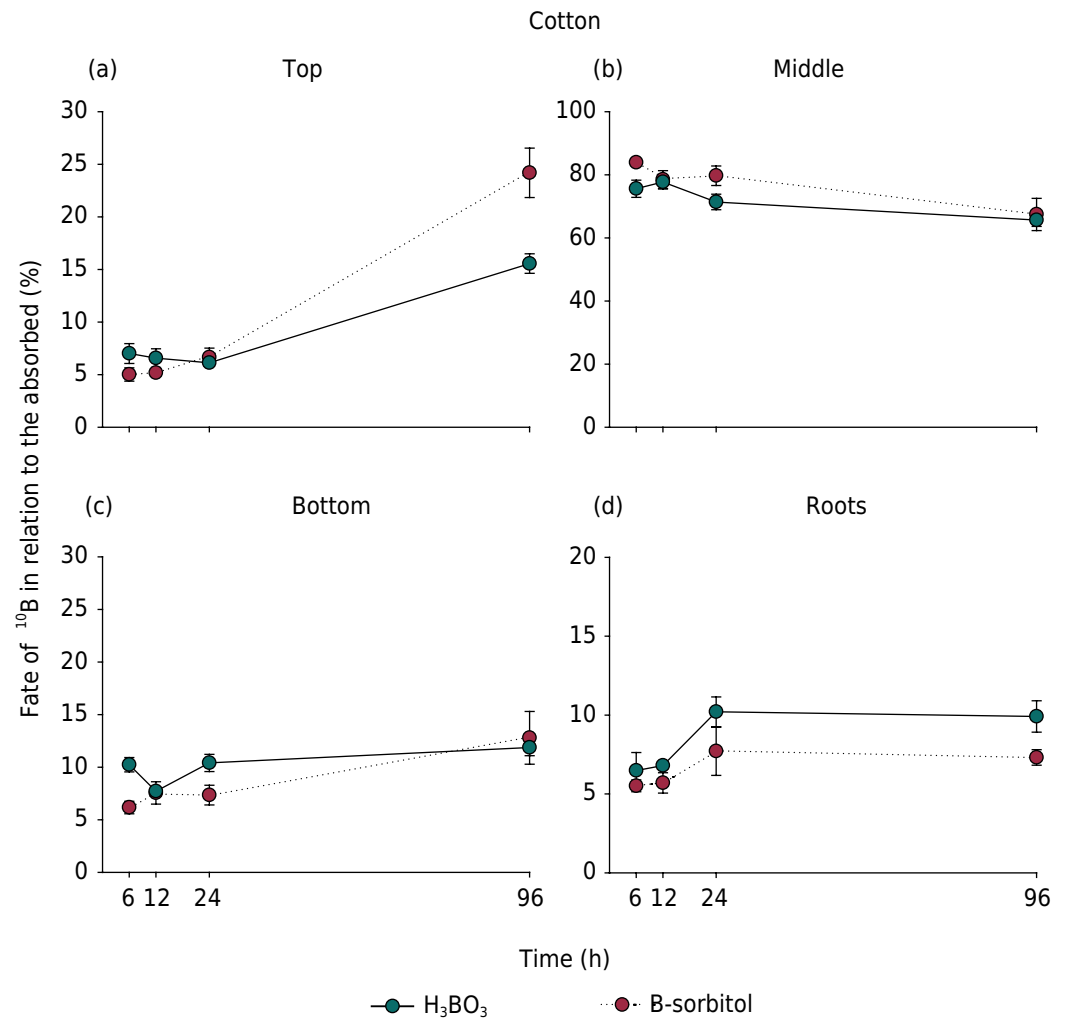 Cotton
(a) Top
(b) Middle
30
25
20
15
10
5
0
100
80
60
40
20
0
Fate of ¹⁰B in relation to the absorbed (%)
(c) Bottom
(d) Roots
30
25
20
15
10
5
0
6 12 24 96
20
15
10
5
0
6 12 24 96
Time (h)
H₃BO₃ B-sorbitol